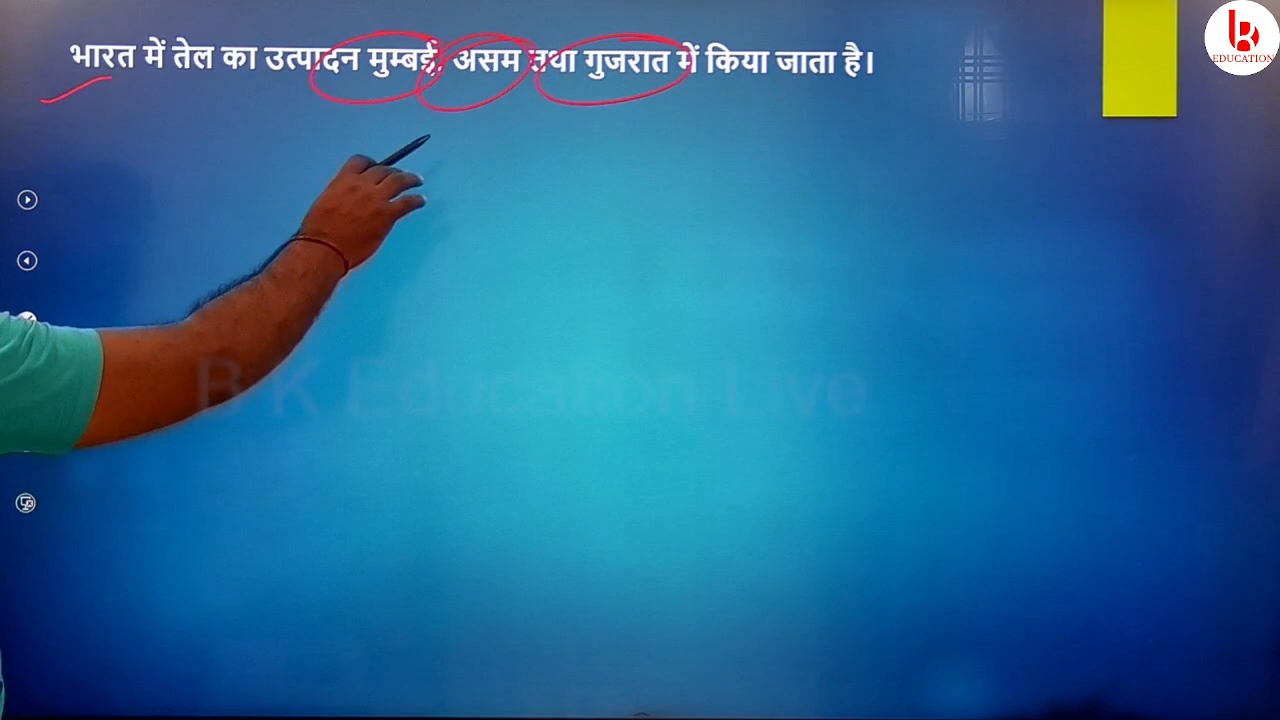 भारत में तेल का उत्पादन मुम्बई, असम तथा गुजरात में किया जाता है।
EDUCATION
B K Education Live